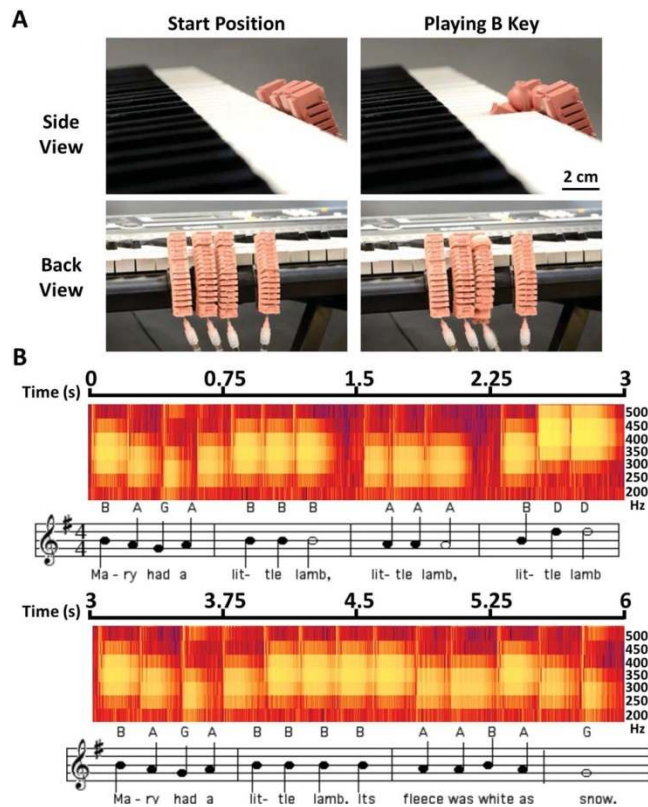 A
Start Position Playing B Key
Side View
2 cm
Back View
B
Time (s) 0 0.75 1.5 2.25 3
500
450
400
350
300
250
200
Hz
B A G A B B B A A A B D D
4
4
Ma-ry had a lit- tle lamb, lit-tle lamb, lit-tle lamb
Time (s) 3 3.75 4.5 5.25 6
500
450
400
350
300
250
200
Hz
B A G A B B B B A A B A G
Ma-ry had a lit- tle lamb, Its fleece was white as snow.